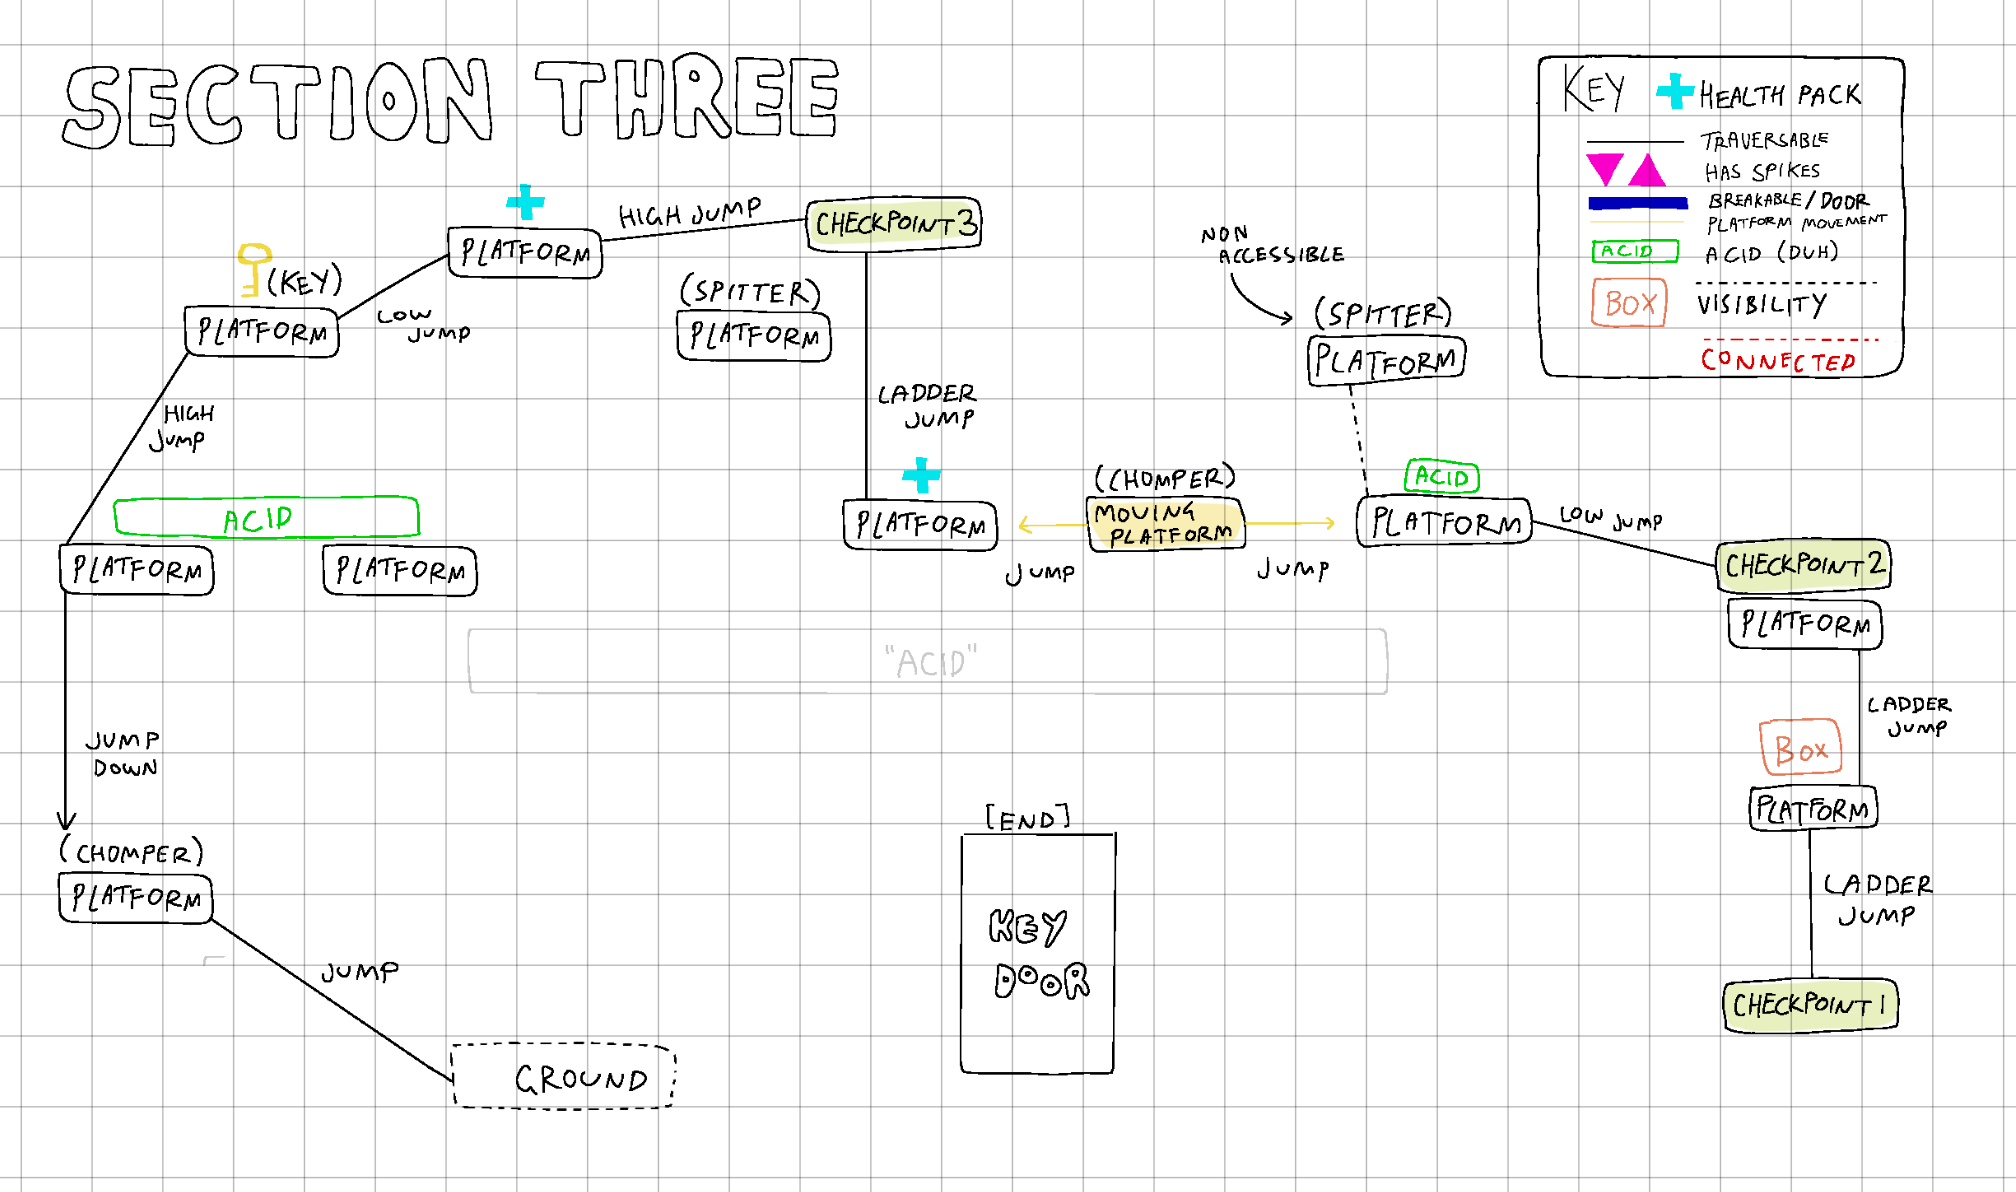 SECTION THREE
KEY
HEALTH PACK
TRAVERSABLE
HAS SPIKES
BREAKABLE/DOOR
PLATFORM MOVEMENT
ACID
ACID (DUH)
BOX
VISIBILITY
CONNECTED
HIGH JUMP
CHECKPOINT 3
PLATFORM
(KEY)
PLATFORM
LOW
JUMP
(SPITTER)
PLATFORM
NON
ACCESSIBLE
(SPITTER)
PLATFORM
HIGH
JUMP
LADDER
JUMP
ACID
PLATFORM
PLATFORM
PLATFORM
(CHOMPER)
MOVING
PLATFORM
JUMP
JUMP
ACID
PLATFORM
LOW JUMP
CHECKPOINT 2
PLATFORM
"ACID"
LADDER
JUMP
BOX
PLATFORM
JUMP
DOWN
(CHOMPER)
PLATFORM
JUMP
GROUND
[END]
KEY
DOOR
LADDER
JUMP
CHECKPOINT 1